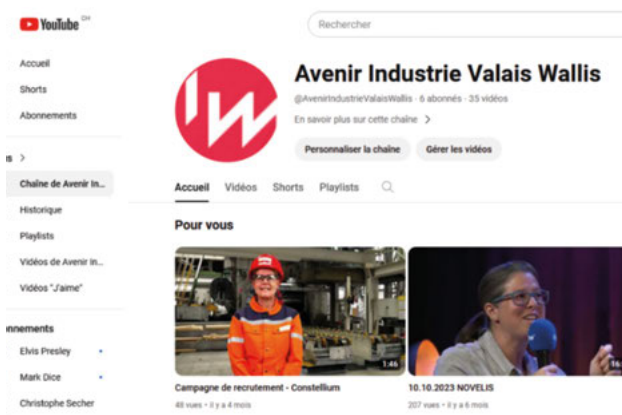 YouTube CH
Rechercher
Accueil
Shorts
Abonnements
Avenir Industrie Valais Wallis
@AvenirIndustrieValaisWallis · 6 abonnés · 35 vidéos
En savoir plus sur cette chaîne >
Personnaliser la chaîne Gérer les vidéos
Chaîne de Avenir In...
Historique
Playlists
Vidéos de Avenir In...
Vidéos "J'aime"
nnements
Elvis Presley
Mark Dice
Christophe Secher
Accueil Vidéos Shorts Playlists
Pour vous
1:46
Campagne de recrutement - Constellium
48 vues • il y a 4 mois
10.10.2023 NOVELIS
207 vues • il y a 6 mois